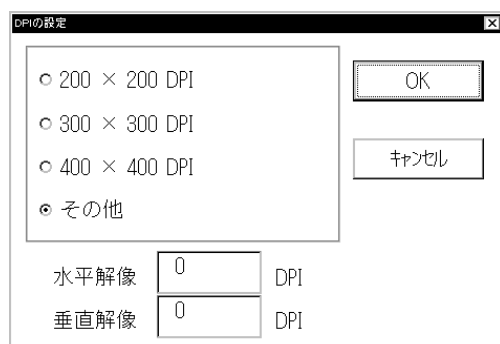 DPIの設定
200 × 200 DPI
OK
300 × 300 DPI
400 × 400 DPI
キャンセル
その他
水平解像 0 DPI
垂直解像 0 DPI